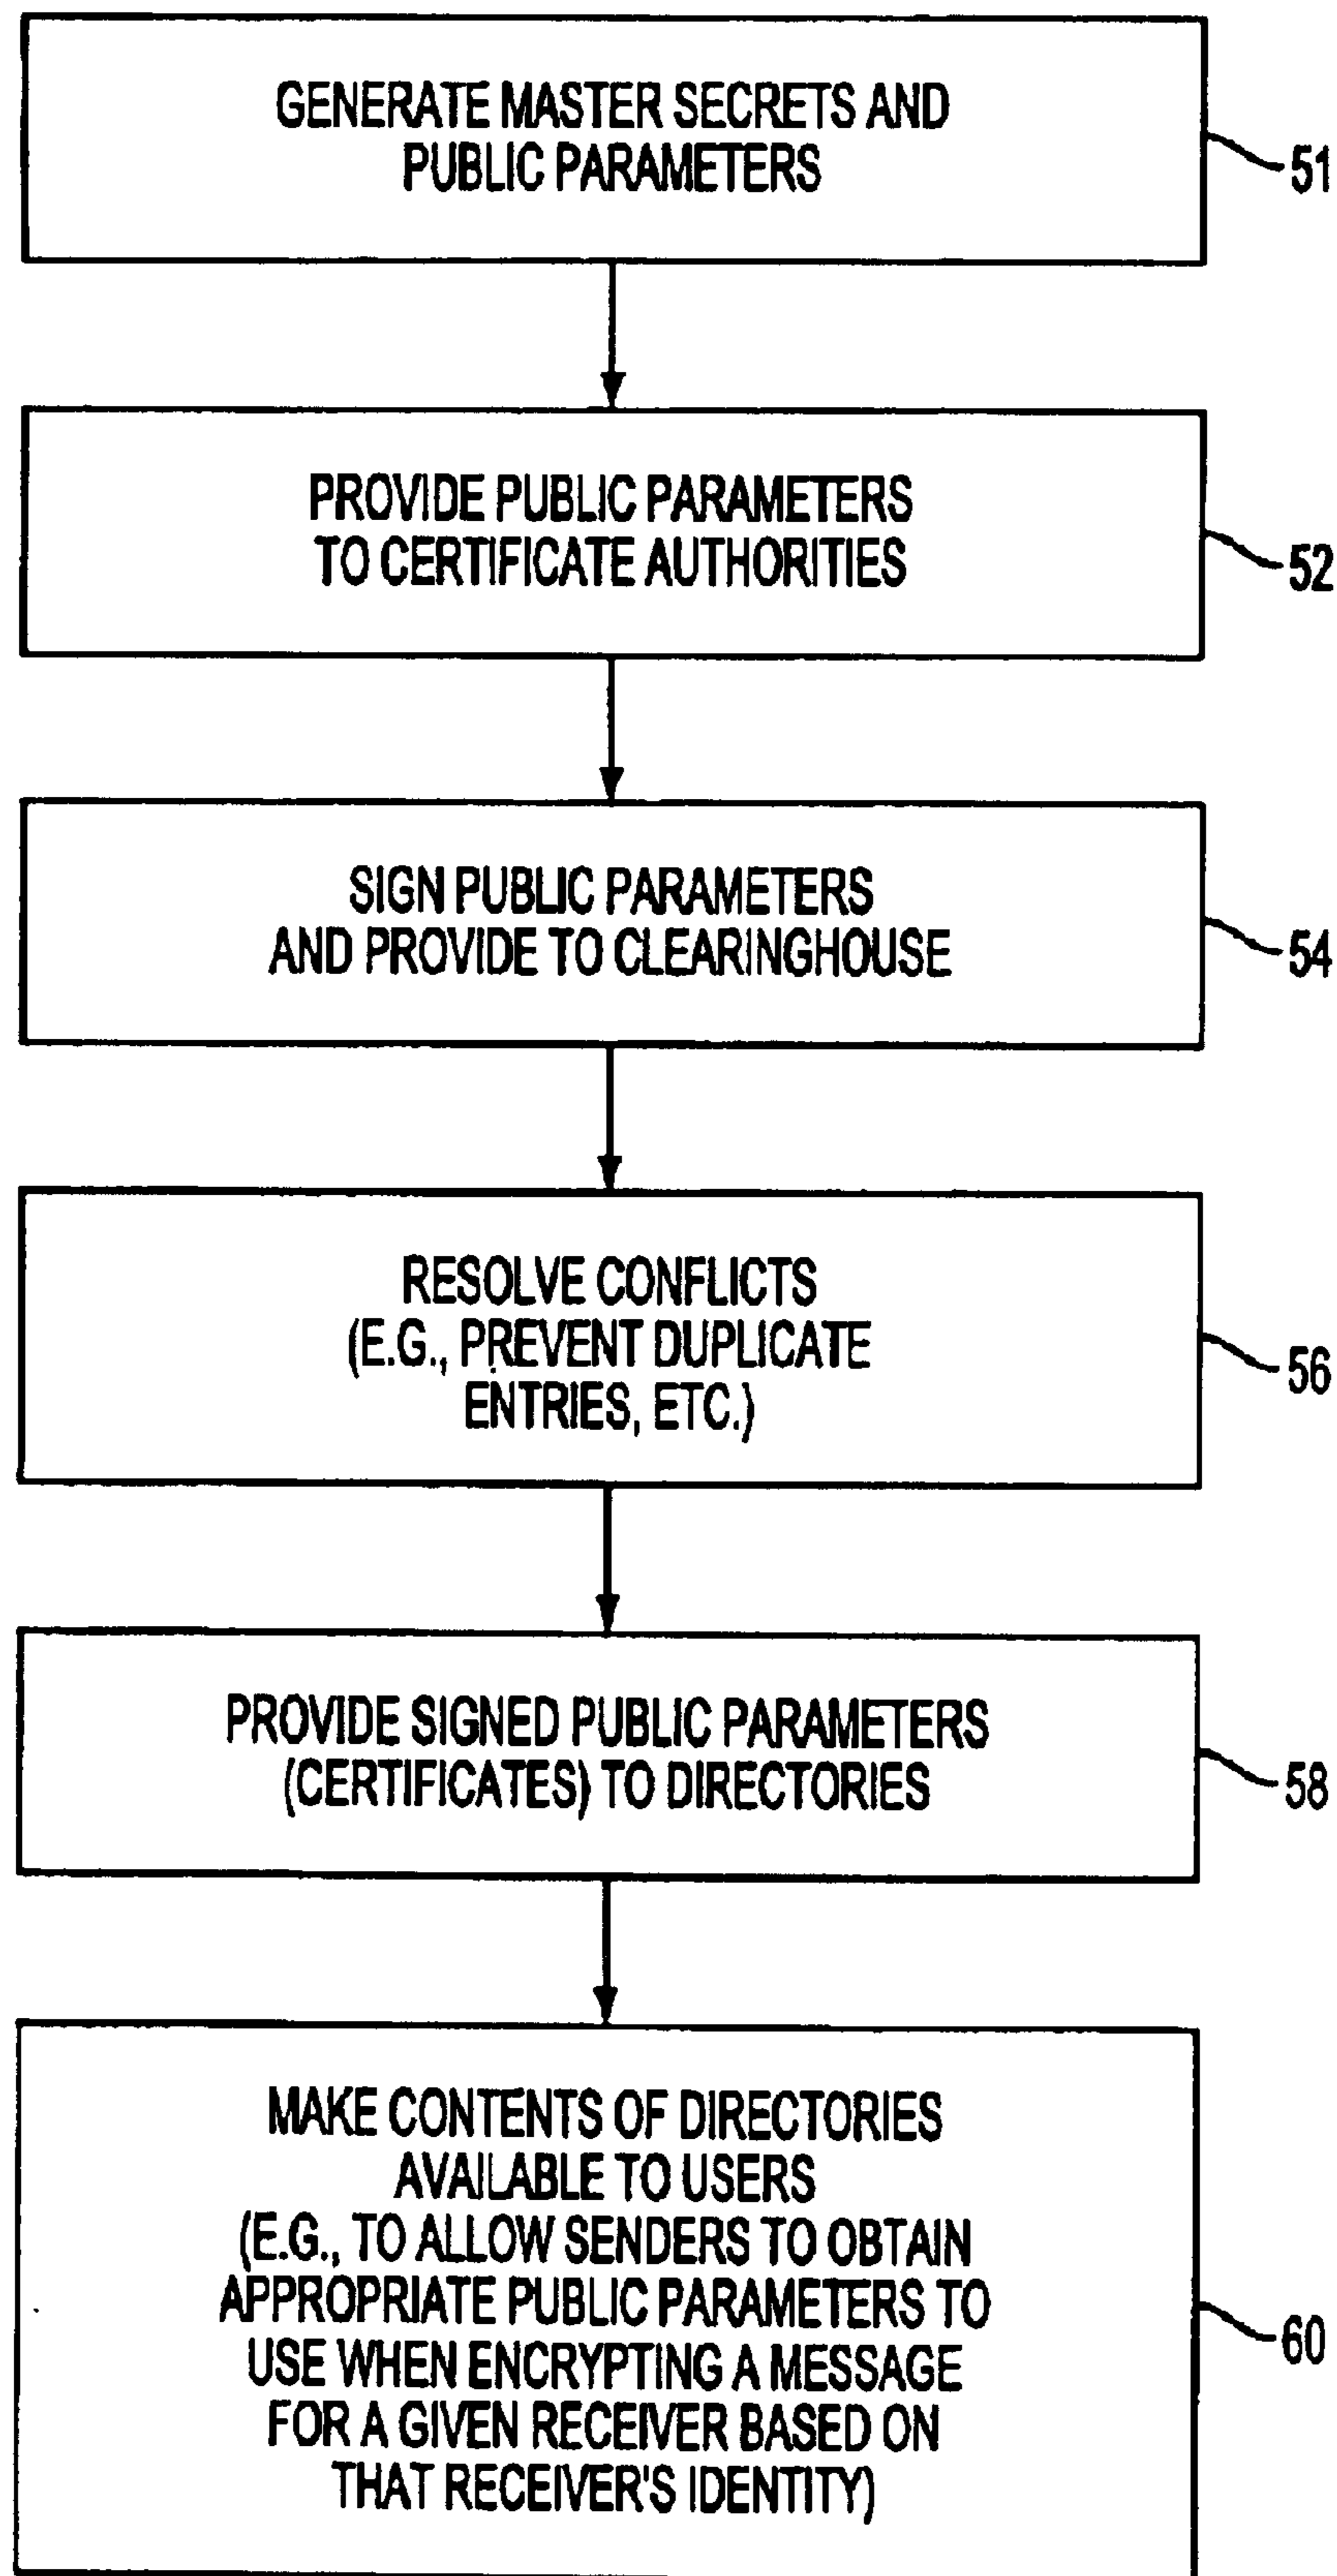 GENERATE MASTER SECRETS AND
PUBLIC PARAMETERS
51
PROVIDE PUBLIC PARAMETERS
TO CERTIFICATE AUTHORITIES
52
SIGN PUBLIC PARAMETERS
AND PROVIDE TO CLEARINGHOUSE
54
RESOLVE CONFLICTS
(E.G., PREVENT DUPLICATE
ENTRIES, ETC.)
56
PROVIDE SIGNED PUBLIC PARAMETERS
(CERTIFICATES) TO DIRECTORIES
58
MAKE CONTENTS OF DIRECTORIES
AVAILABLE TO USERS
(E.G., TO ALLOW SENDERS TO OBTAIN
APPROPRIATE PUBLIC PARAMETERS TO
USE WHEN ENCRYPTING A MESSAGE
FOR A GIVEN RECEIVER BASED ON
THAT RECEIVER'S IDENTITY)
60